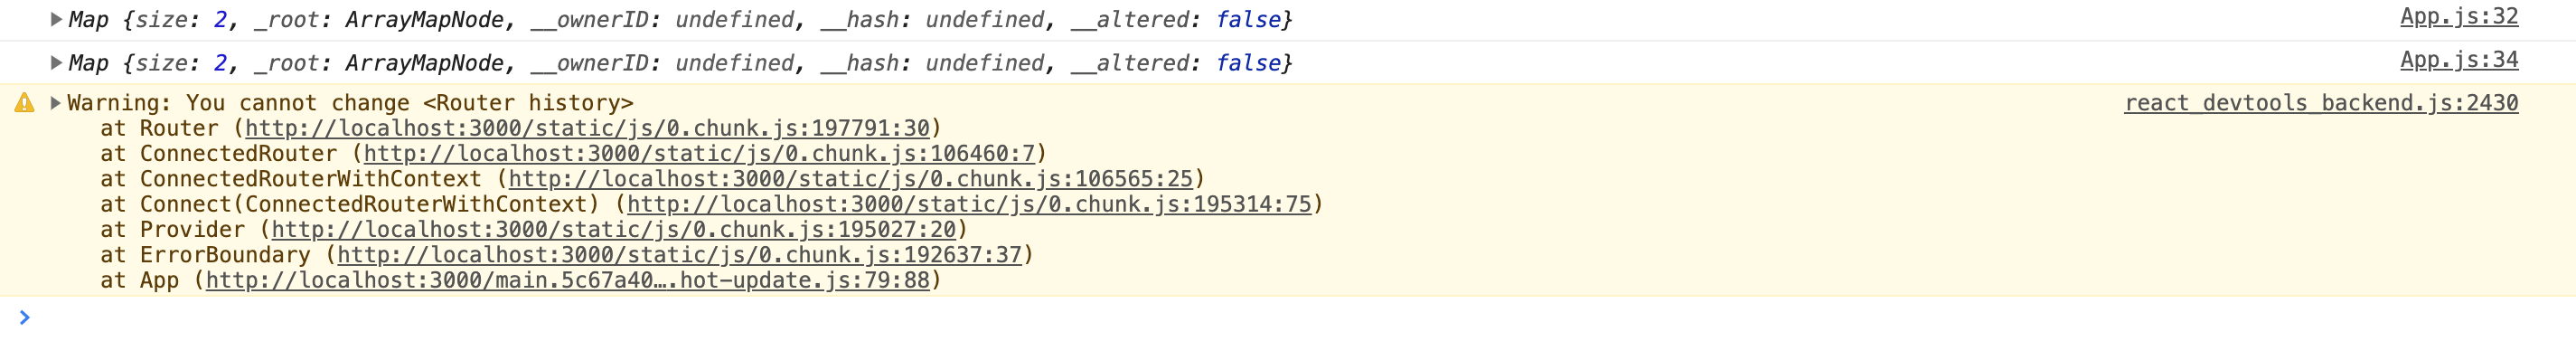 Map {size: 2, _root: ArrayMapNode, __ownerID: undefined, __hash: undefined, __altered: false} App.js:32
Map {size: 2, _root: ArrayMapNode, __ownerID: undefined, __hash: undefined, __altered: false} App.js:34
Warning: You cannot change <Router history> react_devtools_backend.js:2430
at Router (http://localhost:3000/static/js/0.chunk.js:197791:30)
at ConnectedRouter (http://localhost:3000/static/js/0.chunk.js:106460:7)
at ConnectedRouterWithContext (http://localhost:3000/static/js/0.chunk.js:106565:25)
at Connect(ConnectedRouterWithContext) (http://localhost:3000/static/js/0.chunk.js:195314:75)
at Provider (http://localhost:3000/static/js/0.chunk.js:195027:20)
at ErrorBoundary (http://localhost:3000/static/js/0.chunk.js:192637:37)
at App (http://localhost:3000/main.5c67a40….hot-update.js:79:88)